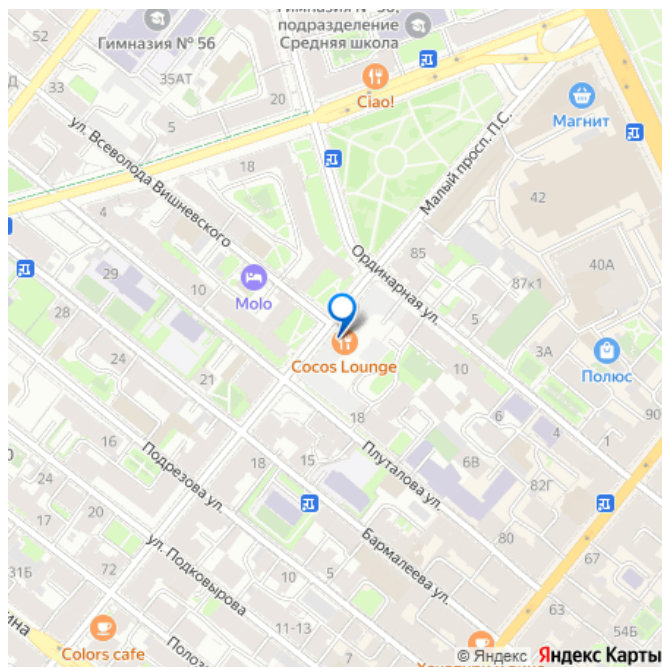 Гимназия № 56,
подразделение
Средняя школа
52
Гимназия № 56
35АТ
Ciao!
20
5
Магнит
18
ул. Всеволода Вишневского
Малый просп. П.С.
42
4
85
Ординарная ул.
40А
87к1
29
10
Molo
28
5
Cocos Lounge
3А
Полюс
24
10
21
18
6
90
16
4
1
Подрезова ул.
18
15
Плуталова ул.
6В
24
82Г
17
20
Бармалеева ул.
80
67
ул. Подковырова
31Б
72
10
5
63
11-13
54Б
Colors cafe
© Яндекс
Яндекс Карты